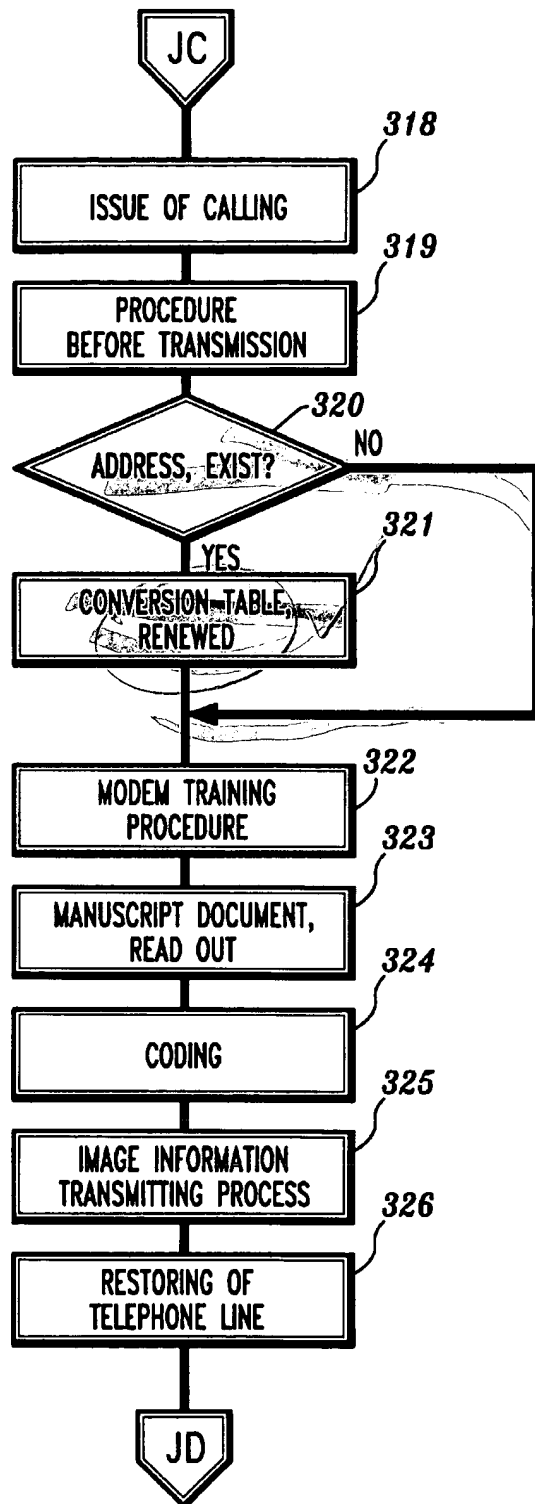 JC
318
ISSUE OF CALLING
319
PROCEDURE
BEFORE TRANSMISSION
320
NO
ADDRESS, EXIST?
321
YES
CONVERSION TABLE,
RENEWED
322
MODEM TRAINING
PROCEDURE
323
MANUSCRIPT DOCUMENT,
READ OUT
324
CODING
325
IMAGE INFORMATION
TRANSMITTING PROCESS
326
RESTORING OF
TELEPHONE LINE
JD